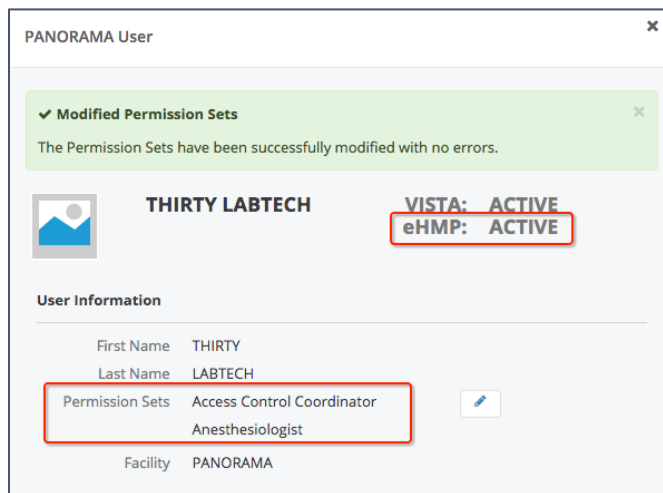 PANORAMA User
×
✔ Modified Permission Sets
×
The Permission Sets have been successfully modified with no errors.
THIRTY LABTECH
VISTA: ACTIVE
eHMP: ACTIVE
User Information
First Name THIRTY
Last Name LABTECH
Permission Sets Access Control Coordinator
Anesthesiologist
Facility PANORAMA